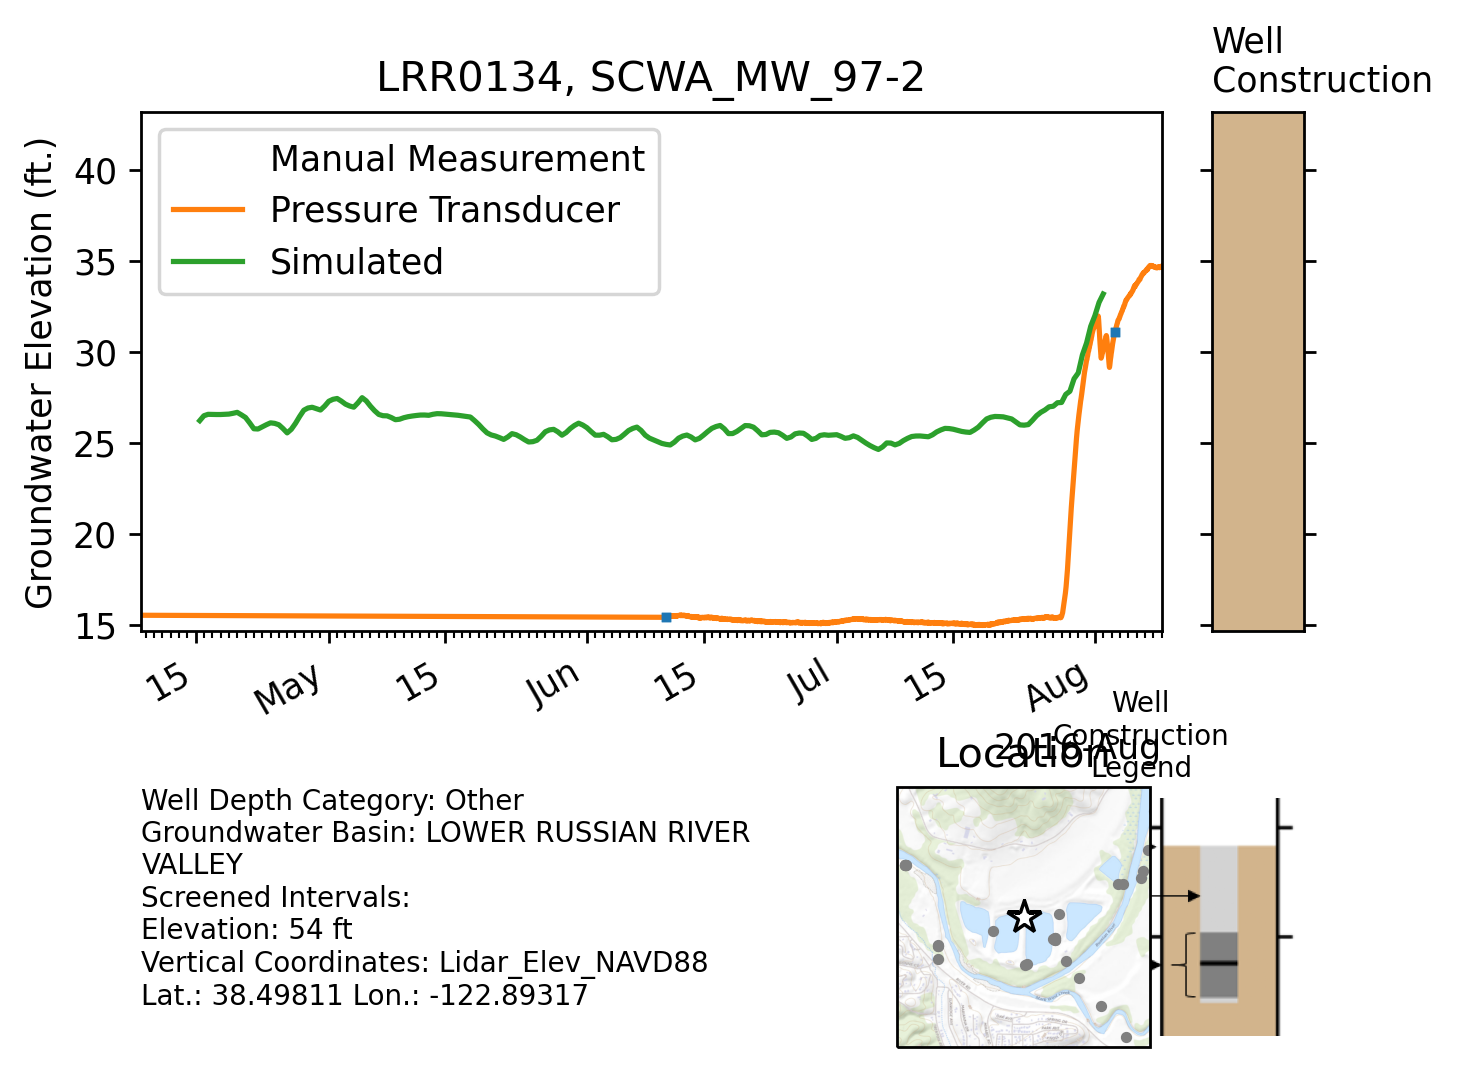 Well
Construction
LRR0134, SCWA_MW_97-2
Groundwater Elevation (ft.)
40
35
30
25
20
15
Manual Measurement
Pressure Transducer
Simulated
15
May
15
Jun
15
Jul
15
Aug
2016-Aug
Location
Well
Construction
Legend
Well Depth Category: Other
Groundwater Basin: LOWER RUSSIAN RIVER
VALLEY
Screened Intervals:
Elevation: 54 ft
Vertical Coordinates: Lidar_Elev_NAVD88
Lat.: 38.49811 Lon.: -122.89317